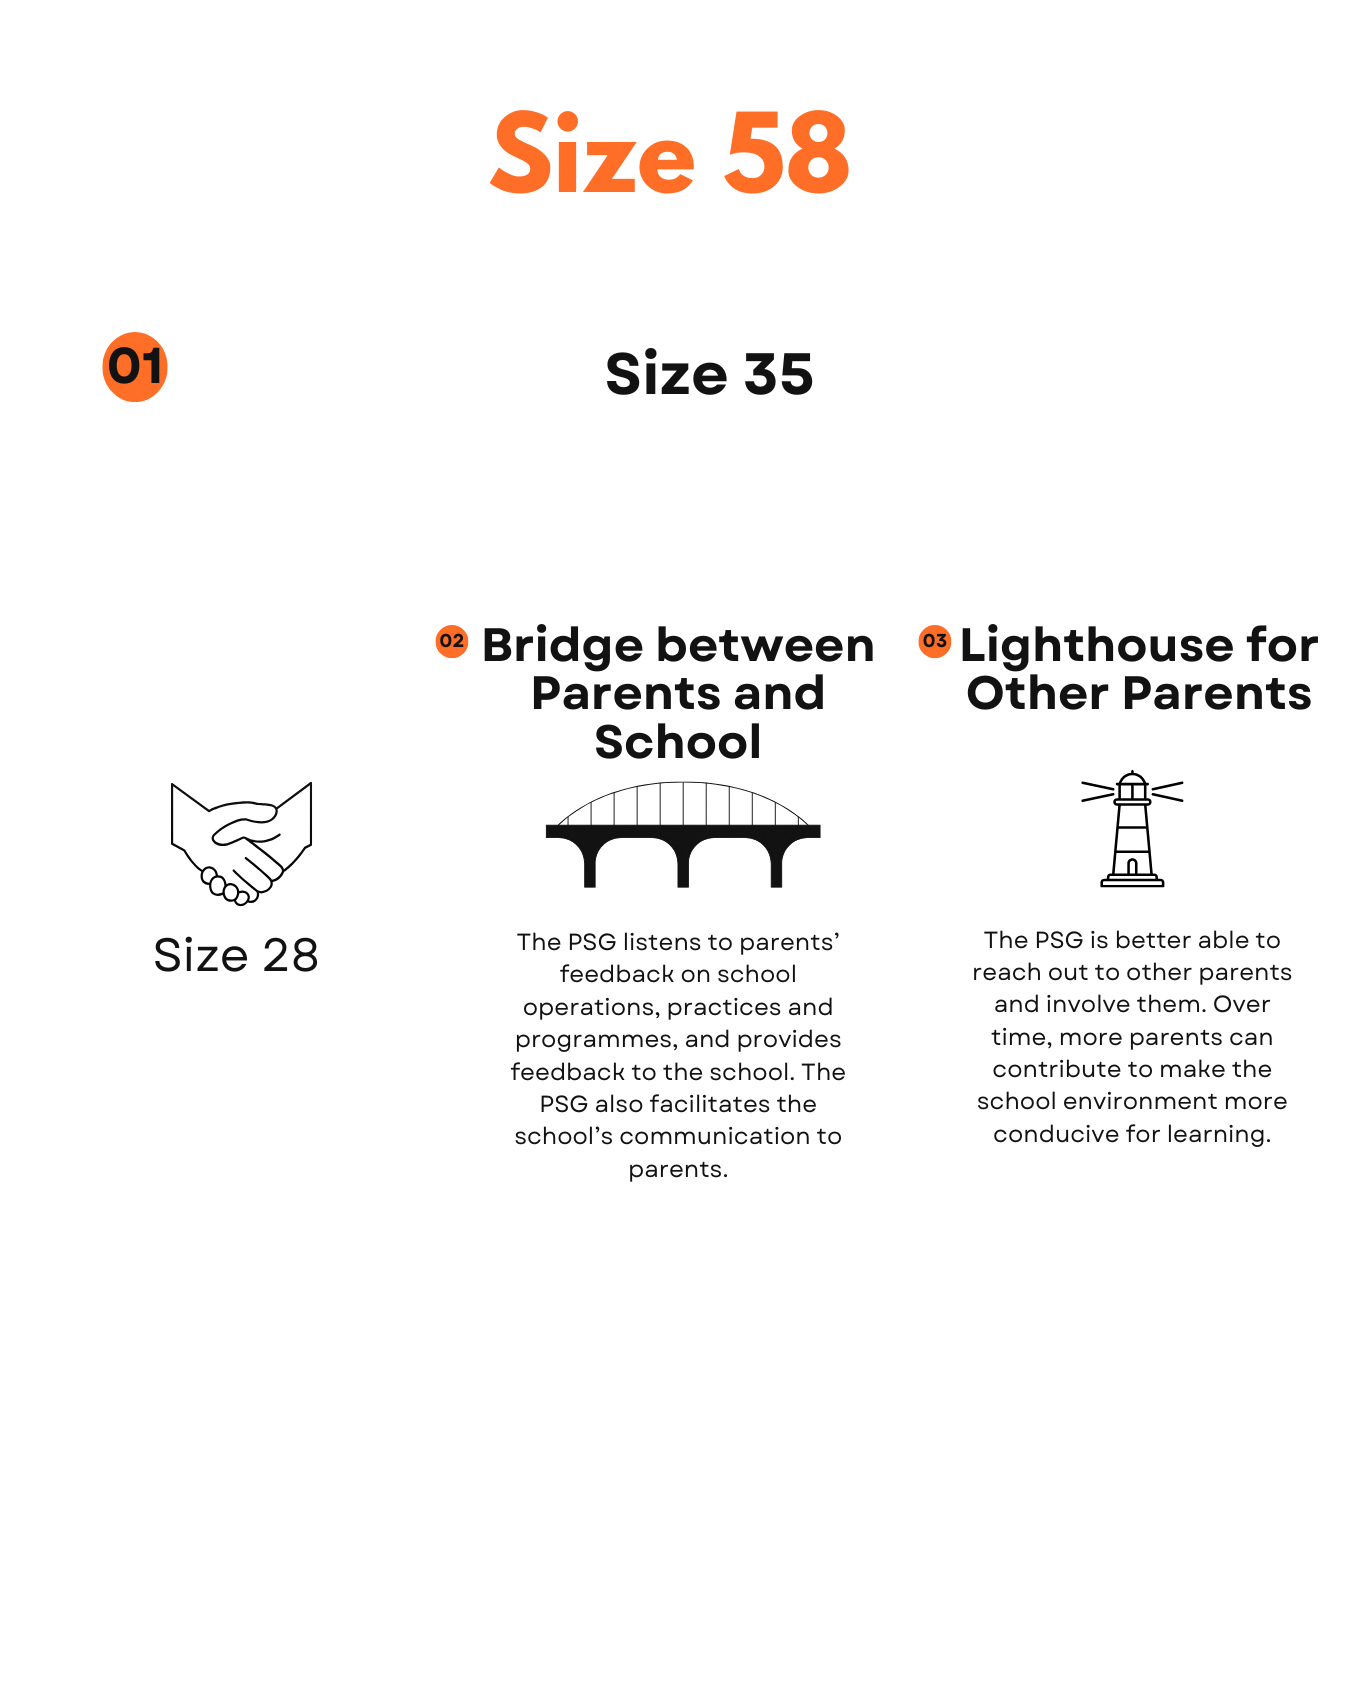 Size 58
01
Size 35
02
Bridge between
Parents and
School
03
Lighthouse for
Other Parents
Size 28
The PSG listens to parents’
feedback on school
operations, practices and
programmes, and provides
feedback to the school. The
PSG also facilitates the
school’s communication to
parents.
The PSG is better able to
reach out to other parents
and involve them. Over
time, more parents can
contribute to make the
school environment more
conducive for learning.